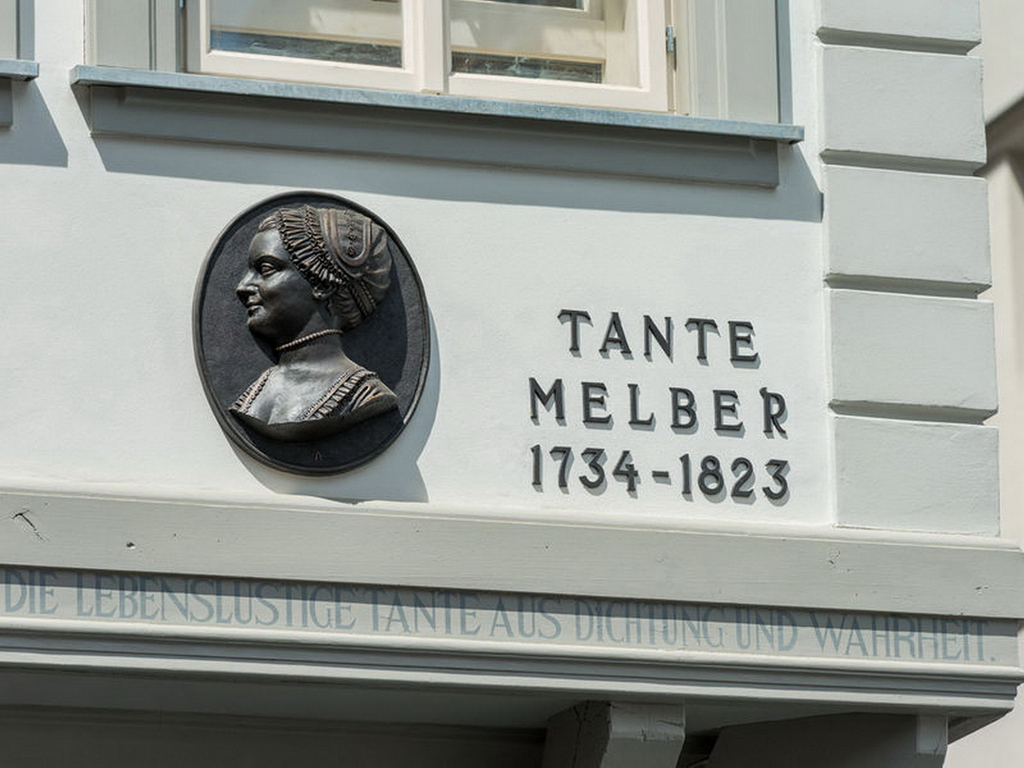 TANTE
MELBER
1734-1823
DIE LEBENSLUSTIGE TANTE AUS DICHTUNG UND WAHRHEIT.